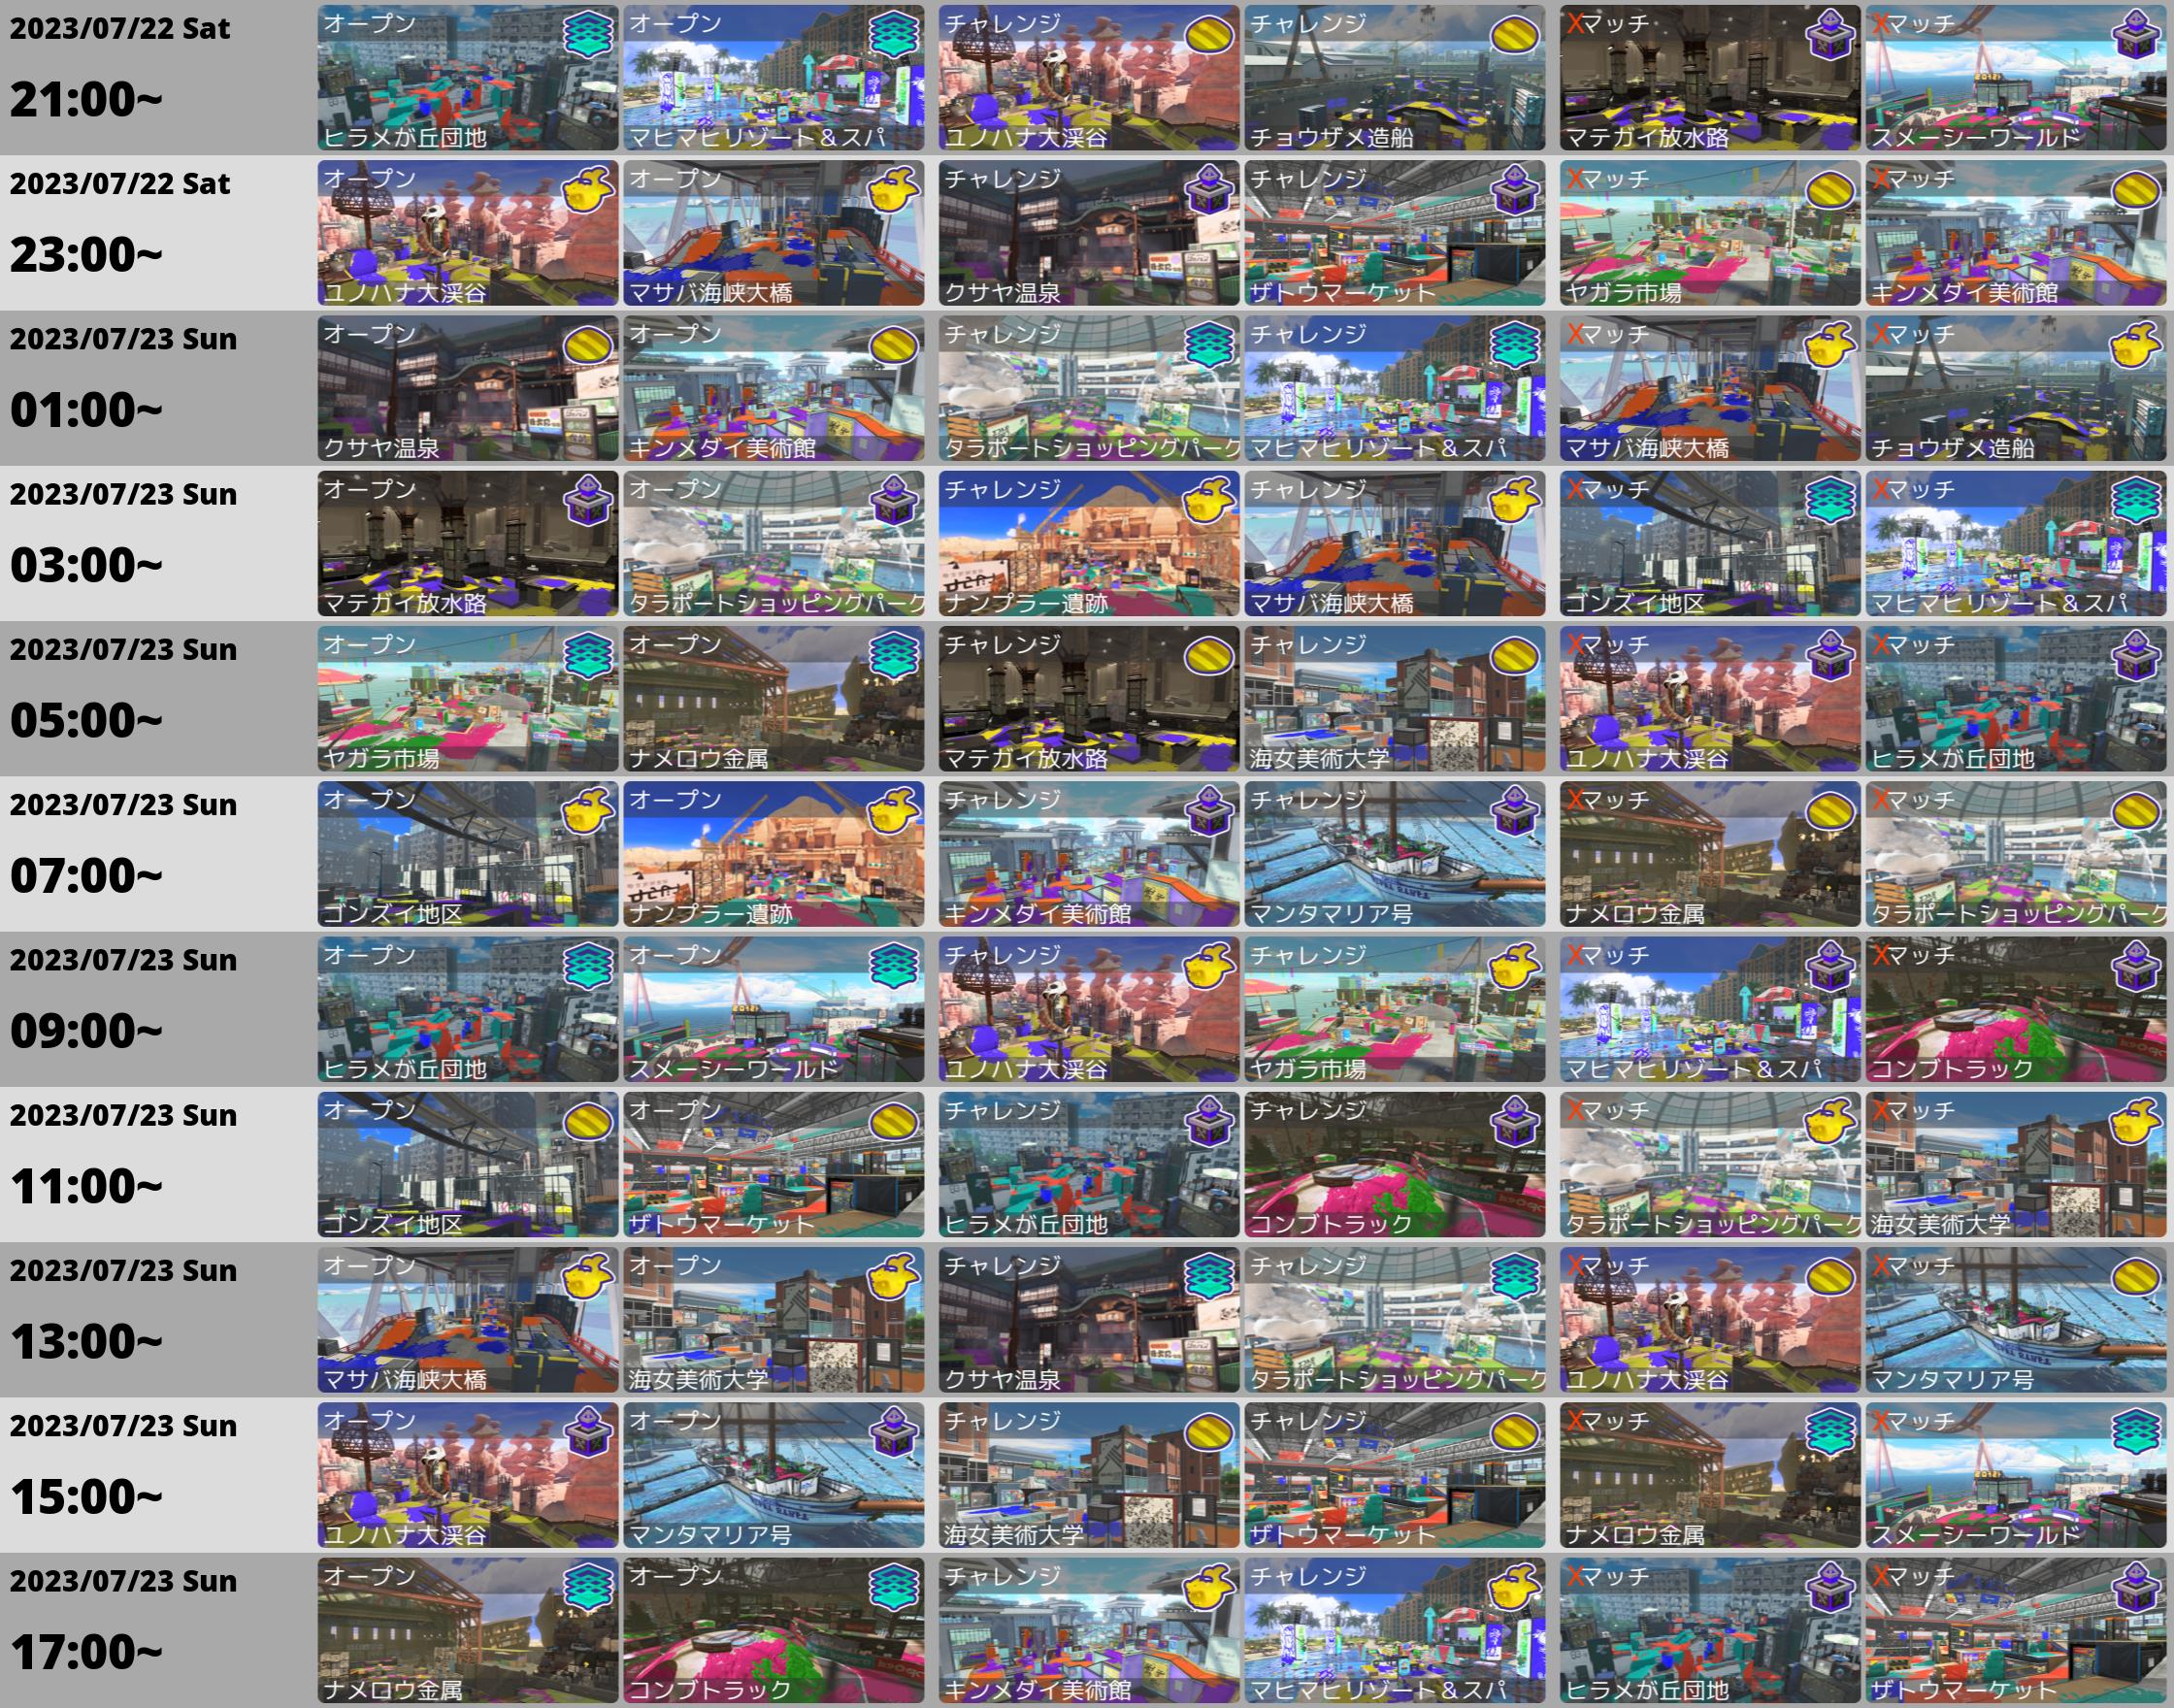 2023/07/22 Sat
21:00~
オープン オープン チャレンジ チャレンジ Xマッチ Xマッチ
ヒラメが丘団地 マヒマヒリゾート＆スパ ユノハナ大渓谷 チョウザメ造船 マテガイ放水路 スメーシーワールド
2023/07/22 Sat
23:00~
オープン オープン チャレンジ チャレンジ Xマッチ Xマッチ
ユノハナ大渓谷 マサバ海峡大橋 クサヤ温泉 ザトウマーケット ヤガラ市場 キンメダイ美術館
2023/07/23 Sun
01:00~
オープン オープン チャレンジ チャレンジ Xマッチ Xマッチ
クサヤ温泉 キンメダイ美術館 タラポートショッピングパーク マヒマヒリゾート＆スパ マサバ海峡大橋 チョウザメ造船
2023/07/23 Sun
03:00~
オープン オープン チャレンジ チャレンジ Xマッチ Xマッチ
マテガイ放水路 タラポートショッピングパーク ナンプラー遺跡 マサバ海峡大橋 ゴンズイ地区 マヒマヒリゾート＆スパ
2023/07/23 Sun
05:00~
オープン オープン チャレンジ チャレンジ Xマッチ Xマッチ
ヤガラ市場 ナメロウ金属 マテガイ放水路 海女美術大学 ユノハナ大渓谷 ヒラメが丘団地
2023/07/23 Sun
07:00~
オープン オープン チャレンジ チャレンジ Xマッチ Xマッチ
ゴンズイ地区 ナンプラー遺跡 キンメダイ美術館 マンタマリア号 ナメロウ金属 タラポートショッピングパーク
2023/07/23 Sun
09:00~
オープン オープン チャレンジ チャレンジ Xマッチ Xマッチ
ヒラメが丘団地 スメーシーワールド ユノハナ大渓谷 ヤガラ市場 マヒマヒリゾート＆スパ コンブトラック
2023/07/23 Sun
11:00~
オープン オープン チャレンジ チャレンジ Xマッチ Xマッチ
ゴンズイ地区 ザトウマーケット ヒラメが丘団地 コンブトラック タラポートショッピングパーク 海女美術大学
2023/07/23 Sun
13:00~
オープン オープン チャレンジ チャレンジ Xマッチ Xマッチ
マサバ海峡大橋 海女美術大学 クサヤ温泉 タラポートショッピングパーク ユノハナ大渓谷 マンタマリア号
2023/07/23 Sun
15:00~
オープン オープン チャレンジ チャレンジ Xマッチ Xマッチ
ユノハナ大渓谷 マンタマリア号 海女美術大学 ザトウマーケット ナメロウ金属 スメーシーワールド
2023/07/23 Sun
17:00~
オープン オープン チャレンジ チャレンジ Xマッチ Xマッチ
ナメロウ金属 コンブトラック キンメダイ美術館 マヒマヒリゾート＆スパ ヒラメが丘団地 ザトウマーケット